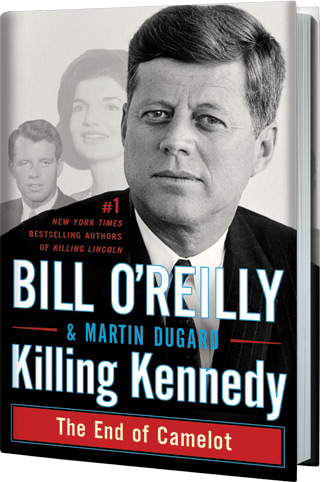 #1
NEW YORK TIMES
BESTSELLING AUTHORS
OF KILLING LINCOLN
BILL O'REILLY
& MARTIN DUGARD
Killing Kennedy
The End of Camelot